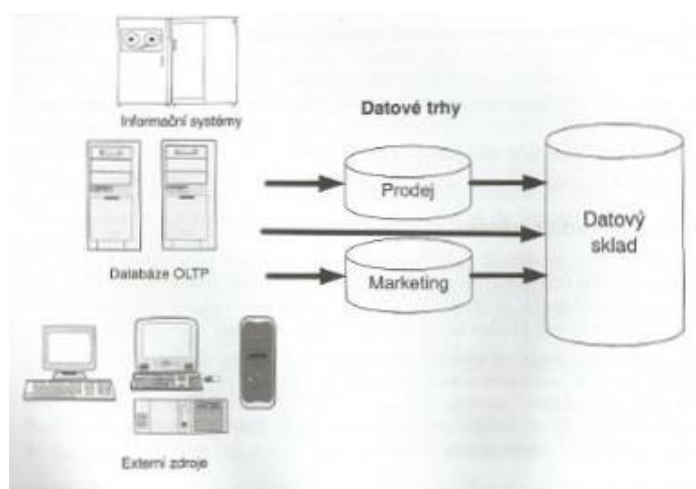 Informační systémy
Datové trhy
Prodej
Datový
sklad
Databáze OLTP
Marketing
Externí zdroje